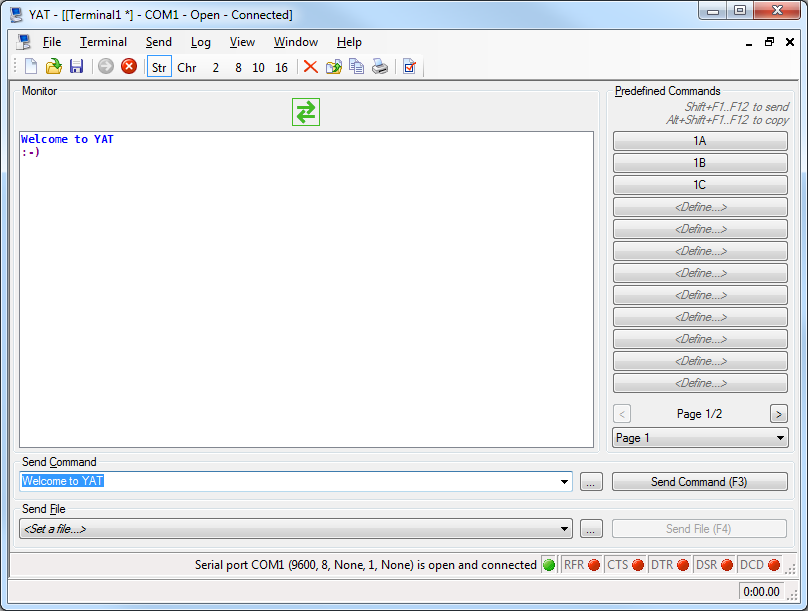 YAT - [[Terminal1 *] - COM1 - Open - Connected]
File Terminal Send Log View Window Help
Str Chr 2 8 10 16
Monitor
Welcome to YAT
:-)
Predefined Commands
Shift+F1..F12 to send
Alt+Shift+F1..F12 to copy
1A
1B
1C
<Define...>
<Define...>
<Define...>
<Define...>
<Define...>
<Define...>
<Define...>
<Define...>
<Define...>
< Page 1/2 >
Page 1
Send Command
Welcome to YAT ... Send Command (F3)
Send File
<Set a file...> ... Send File (F4)
Serial port COM1 (9600, 8, None, 1, None) is open and connected RFR CTS DTR DSR DCD
0:00.00